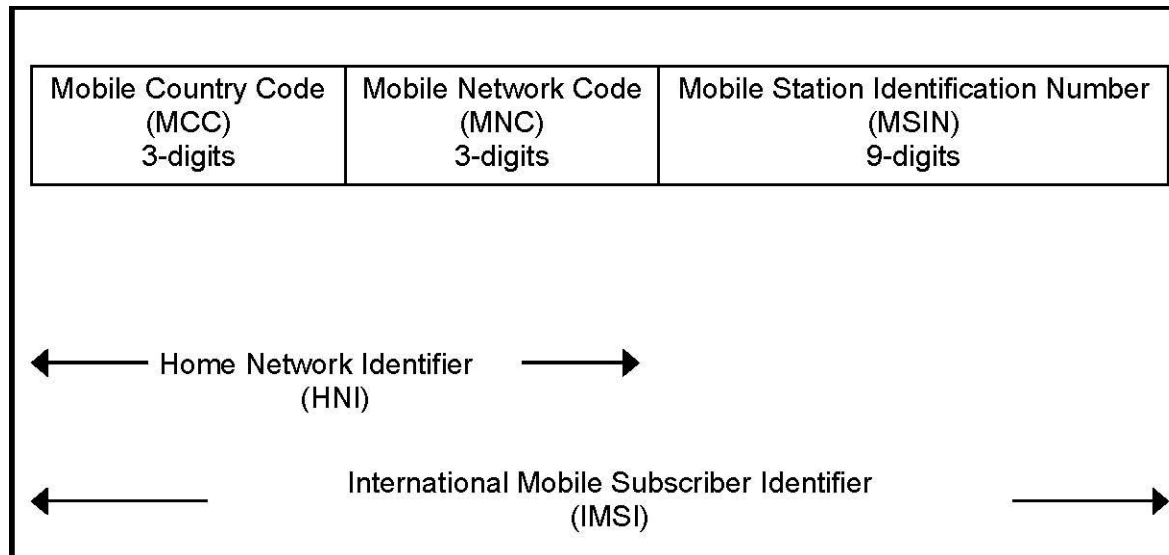 Mobile Country Code
(MCC)
3-digits
Mobile Network Code
(MNC)
3-digits
Mobile Station Identification Number
(MSIN)
9-digits
Home Network Identifier
(HNI)
International Mobile Subscriber Identifier
(IMSI)